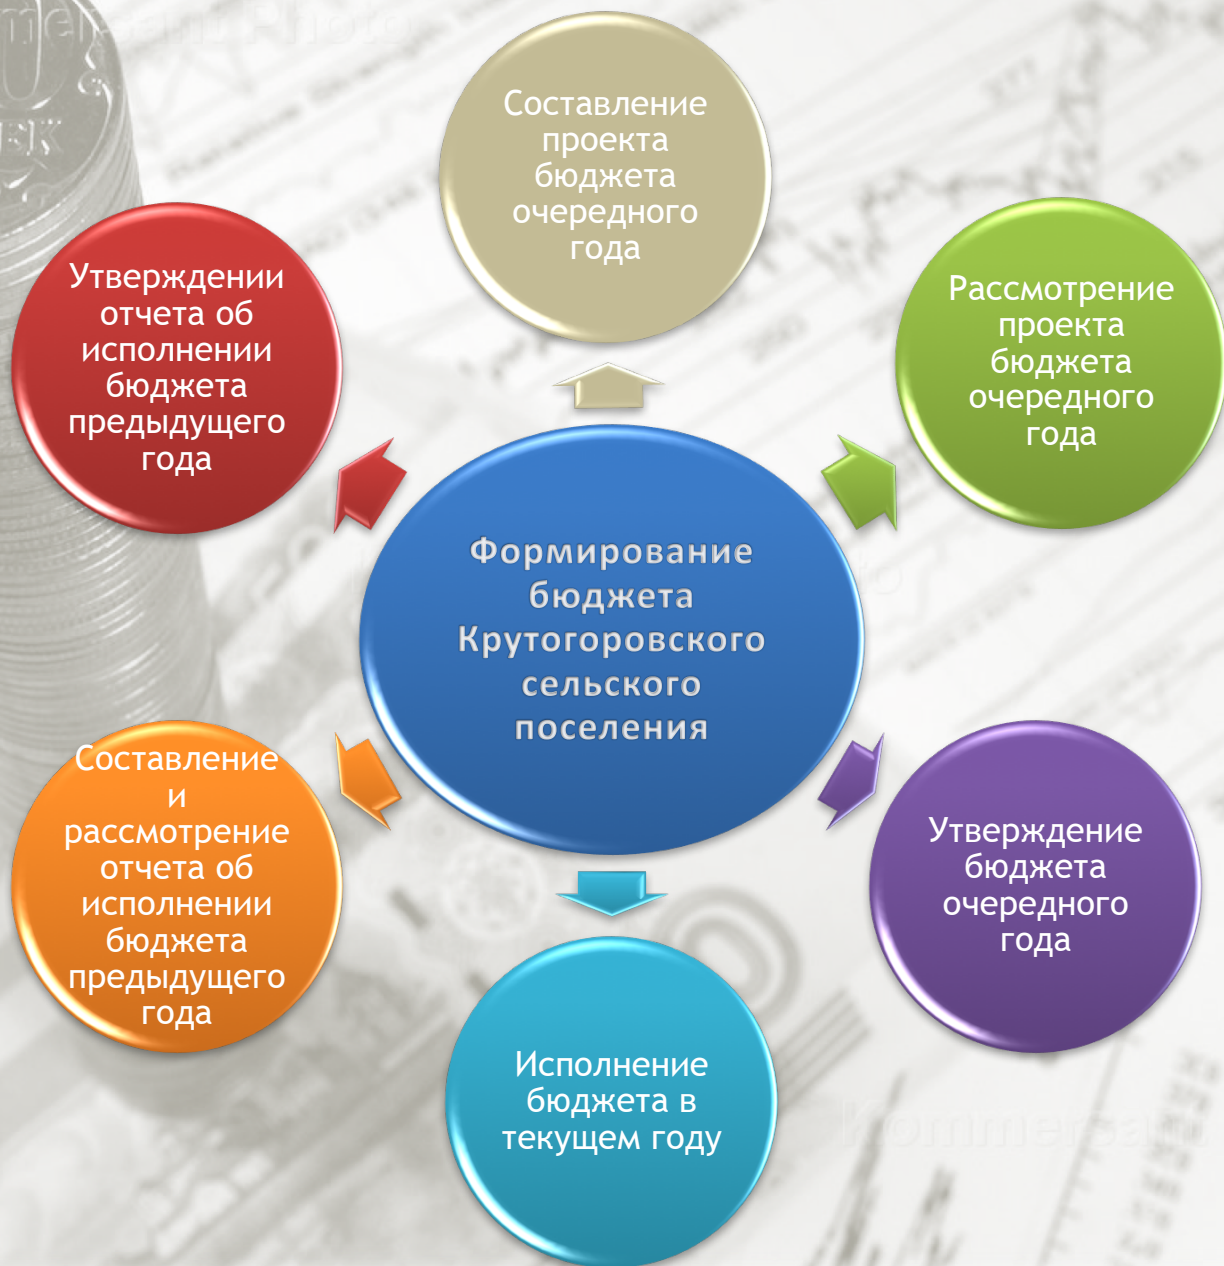 Составление
проекта
бюджета
очередного
года
Рассмотрение
проекта
бюджета
очередного
года
Утверждение
бюджета
очередного
года
Исполнение
бюджета в
текущем году
Составление
и
рассмотрение
отчета об
исполнении
бюджета
предыдущего
года
Утверждении
отчета об
исполнении
бюджета
предыдущего
года
Формирование
бюджета
Крутогоровского
сельского
поселения
Kommersant